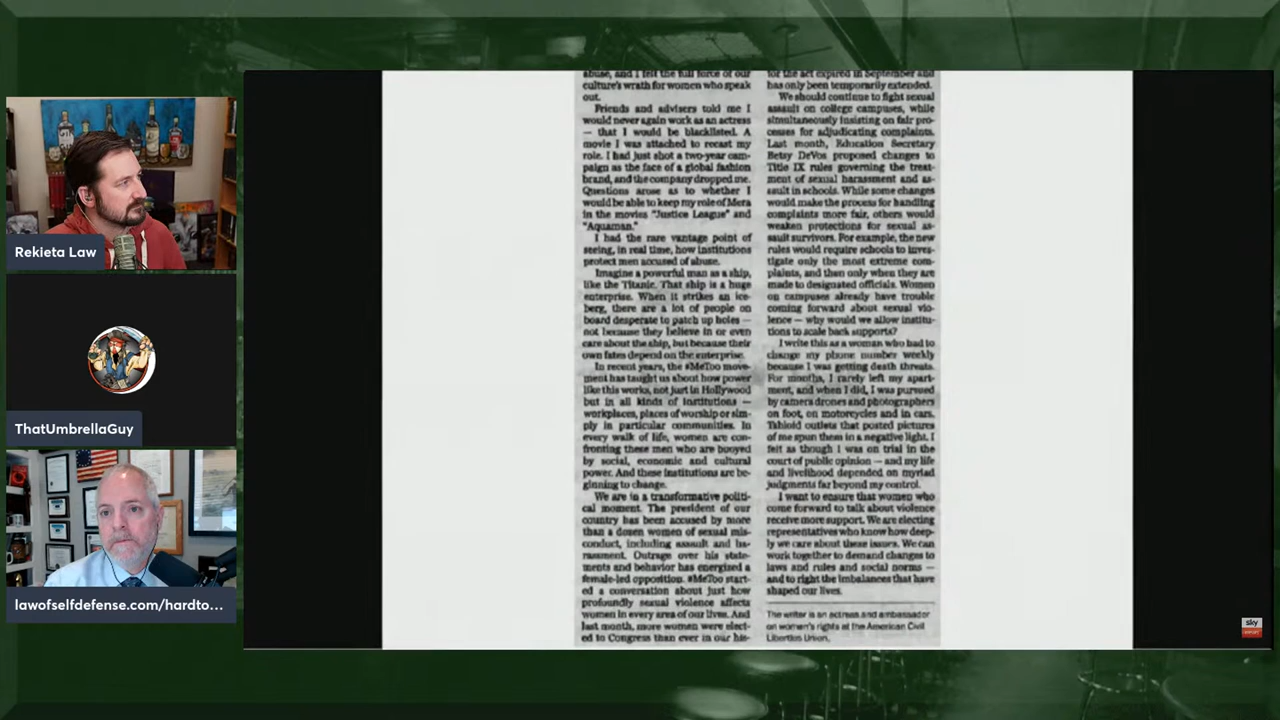 Rekieta Law
ThatUmbrellaGuy
lawofselfdefense.com/hardto...
abuse, and I felt the full force of our
culture's wrath for women who speak
out.
Friends and advisers told me I
would never again work as an actress
— that I would be blacklisted. A
movie I was attached to recast my
role. I had just shot a two-year cam-
paign as the face of a global fashion
brand, and the company dropped me.
Questions arose as to whether I
would be able to keep my role of Mera
in the movies "Justice League" and
"Aquaman."
I had the rare vantage point of
seeing, in real time, how institutions
protect men accused of abuse.
Imagine a powerful man as a ship,
like the Titanic. That ship is a huge
enterprise. When it strikes an ice-
berg, there are a lot of people on
board desperate to patch up holes —
not because they believe in or even
care about the ship, but because their
own fates depend on the enterprise.
In recent years, the #MeToo move-
ment has taught us about how power
like this works, not just in Hollywood
but in all kinds of institutions —
workplaces, places of worship or sim-
ply in particular communities. In
every walk of life, women are con-
fronting these men who are buoyed
by social, economic and cultural
power. And these institutions are be-
ginning to change.
We are in a transformative politi-
cal moment. The president of our
country has been accused by more
than a dozen women of sexual mis-
conduct, including assault and ha-
rassment. Outrage over his state-
ments and behavior has energized a
female-led opposition. #MeToo start-
ed a conversation about just how
profoundly sexual violence affects
women in every area of our lives. And
last month, more women were elect-
ed to Congress than ever in our his-
for the act expired in September and
has only been temporarily extended.
We should continue to fight sexual
assault on college campuses, while
simultaneously insisting on fair pro-
cesses for adjudicating complaints.
Last month, Education Secretary
Betsy DeVos proposed changes to
Title IX rules governing the treat-
ment of sexual harassment and as-
sault in schools. While some changes
would make the process for handling
complaints more fair, others would
weaken protections for sexual as-
sault survivors. For example, the new
rules would require schools to inves-
tigate only the most extreme com-
plaints, and then only when they are
made to designated officials. Women
on campuses already have trouble
coming forward about sexual vio-
lence — why would we allow institu-
tions to scale back supports?
I write this as a woman who had to
change my phone number weekly
because I was getting death threats.
For months, I rarely left my apart-
ment, and when I did, I was pursued
by camera drones and photographers
on foot, on motorcycles and in cars.
Tabloid outlets that posted pictures
of me spun them in a negative light. I
felt as though I was on trial in the
court of public opinion — and my life
and livelihood depended on myriad
judgments far beyond my control.
I want to ensure that women who
come forward to talk about violence
receive more support. We are electing
representatives who know how deep-
ly we care about these issues. We can
work together to demand changes to
laws and rules and social norms —
and to right the imbalances that have
shaped our lives.
The writer is an actress and ambassador
on women's rights at the American Civil
Liberties Union.
sky